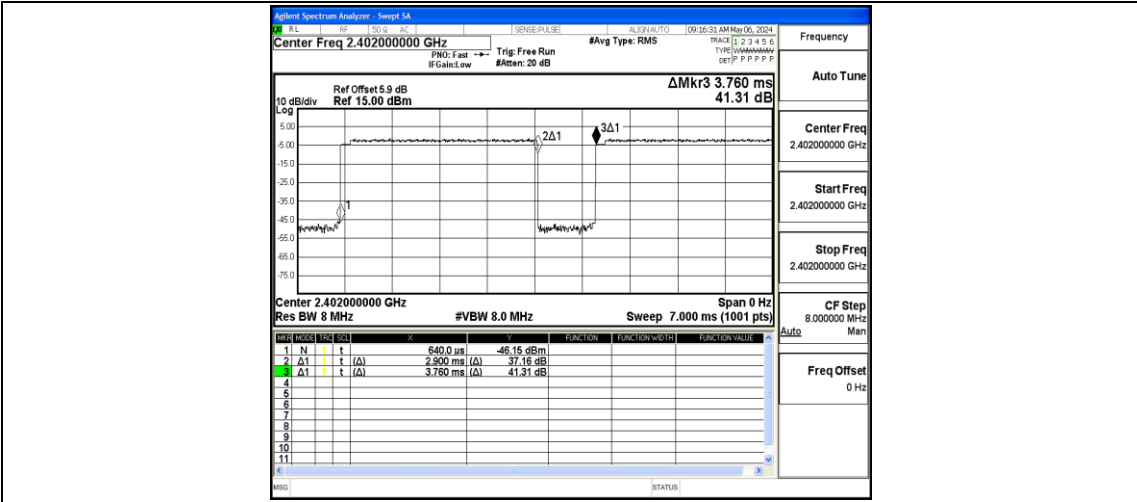 Agilent Spectrum Analyzer - Swept SA
RL RF 50 Ω AC SENSE:PULSE ALIGN AUTO 09:16:31 AM May 06, 2024
Center Freq 2.402000000 GHz #Avg Type: RMS TRACE 1 2 3 4 5 6
PNO: Fast Trig: Free Run TYPE WWWWWW
IFGain:Low #Atten: 20 dB DET P P P P P P
ΔMkr3 3.760 ms
41.31 dB
Ref Offset 5.9 dB
10 dB/div Ref 15.00 dBm
Log
5.00
-5.00
-15.0
-25.0
-35.0
-45.0
-55.0
-65.0
-75.0
1
2Δ1
3Δ1
Center 2.402000000 GHz Span 0 Hz
Res BW 8 MHz #VBW 8.0 MHz Sweep 7.000 ms (1001 pts)
MKR MODE TRC SCL X Y FUNCTION FUNCTION WIDTH FUNCTION VALUE
1 N 1 t 640.0 us -46.15 dBm
2 Δ1 1 t (Δ) 2.900 ms (Δ) 37.16 dB
3 Δ1 1 t (Δ) 3.760 ms (Δ) 41.31 dB
4
5
6
7
8
9
10
11
MSG STATUS
Frequency
Auto Tune
Center Freq
2.402000000 GHz
Start Freq
2.402000000 GHz
Stop Freq
2.402000000 GHz
CF Step
8.000000 MHz
Auto Man
Freq Offset
0 Hz